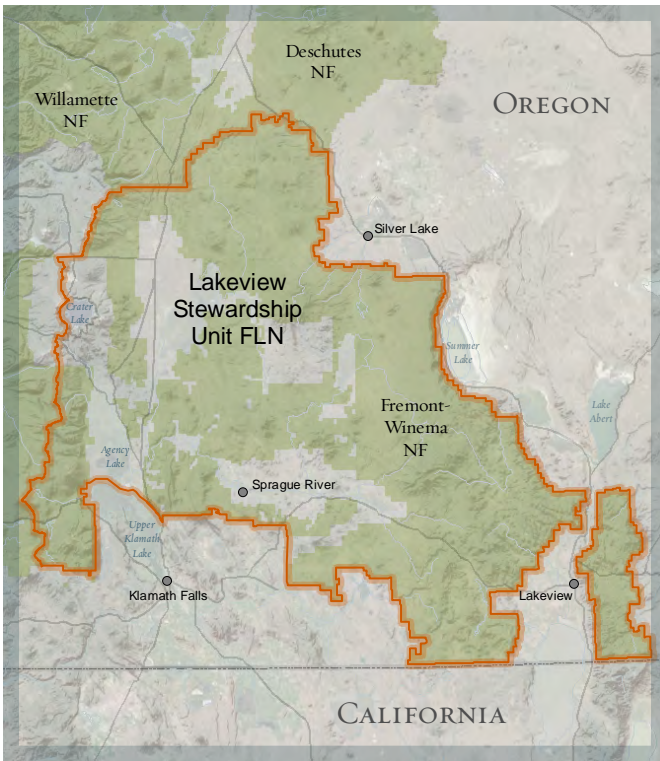 Deschutes
NF
Willamette
NF
OREGON
Silver Lake
Lakeview
Stewardship
Unit FLN
Crater
Lake
Summer
Lake
Fremont-
Winema
NF
Lake
Abert
Agency
Lake
Sprague River
Upper
Klamath
Lake
Klamath Falls
Lakeview
CALIFORNIA